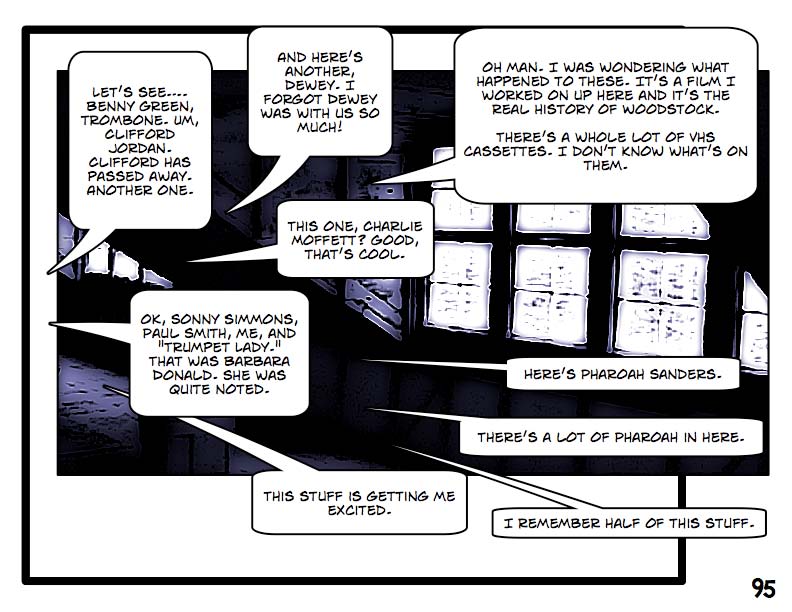 LET'S SEE....
BENNY GREEN,
TROMBONE. UM,
CLIFFORD
JORDAN.
CLIFFORD HAS
PASSED AWAY.
ANOTHER ONE.
AND HERE'S
ANOTHER,
DEWEY. I
FORGOT DEWEY
WAS WITH US SO
MUCH!
OH MAN. I WAS WONDERING WHAT
HAPPENED TO THESE. IT'S A FILM I
WORKED ON UP HERE AND IT'S THE
REAL HISTORY OF WOODSTOCK.
THERE'S A WHOLE LOT OF VHS
CASSETTES. I DON'T KNOW WHAT'S ON
THEM.
THIS ONE, CHARLIE
MOFFETT? GOOD,
THAT'S COOL.
OK, SONNY SIMMONS,
PAUL SMITH, ME, AND
"TRUMPET LADY."
THAT WAS BARBARA
DONALD. SHE WAS
QUITE NOTED.
HERE'S PHAROAH SANDERS.
THERE'S A LOT OF PHAROAH IN HERE.
THIS STUFF IS GETTING ME
EXCITED.
I REMEMBER HALF OF THIS STUFF.
95